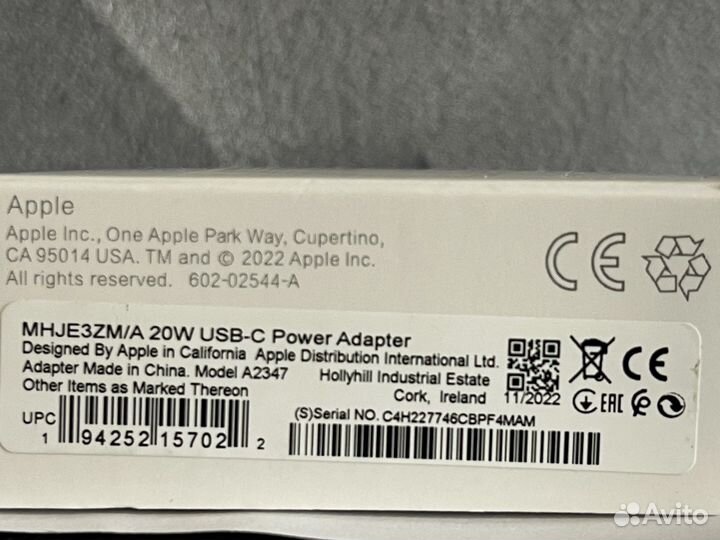 Apple
Apple Inc., One Apple Park Way, Cupertino,
CA 95014 USA. TM and © 2022 Apple Inc.
All rights reserved. 602-02544-A
CE
MHJE3ZM/A 20W USB-C Power Adapter
Designed By Apple in California Apple Distribution International Ltd.
Adapter Made in China. Model A2347 Hollyhill Industrial Estate
Other Items as Marked Thereon Cork, Ireland 11/2022
CE
EAC
UPC
1 94252 15702 2
(S)Serial NO. C4H227746CBPF4MAM
Avito